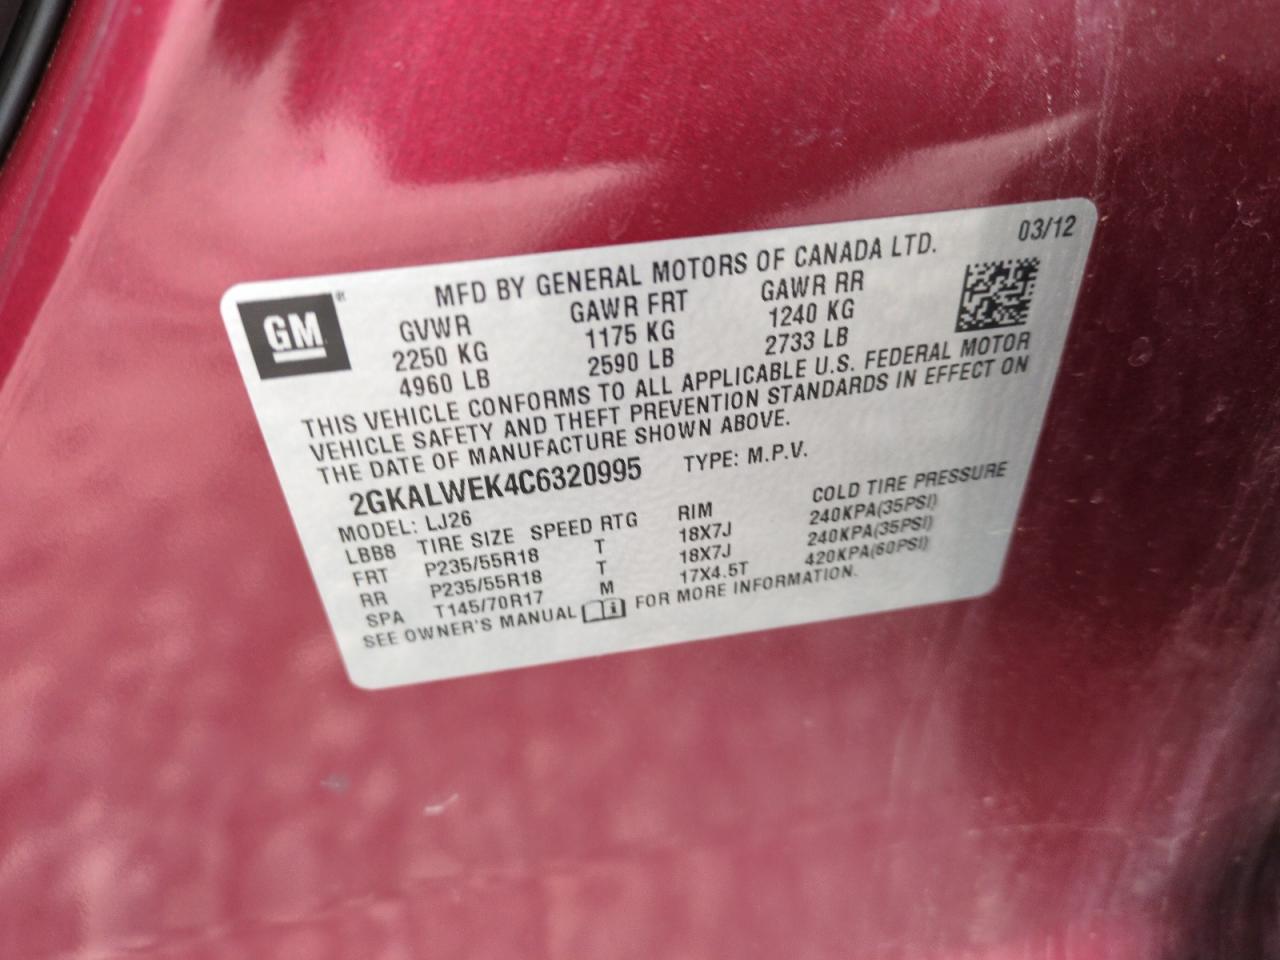 03/12
MFD BY GENERAL MOTORS OF CANADA LTD.
GM
GVWR GAWR FRT GAWR RR
2250 KG 1175 KG 1240 KG
4960 LB 2590 LB 2733 LB
THIS VEHICLE CONFORMS TO ALL APPLICABLE U.S. FEDERAL MOTOR
VEHICLE SAFETY AND THEFT PREVENTION STANDARDS IN EFFECT ON
THE DATE OF MANUFACTURE SHOWN ABOVE.
2GKALWEK4C6320995 TYPE: M.P.V.
MODEL: LJ26
LBB8 TIRE SIZE SPEED RTG RIM COLD TIRE PRESSURE
FRT P235/55R18 T 18X7J 240KPA(35PSI)
RR P235/55R18 T 18X7J 240KPA(35PSI)
SPA T145/70R17 M 17X4.5T 420KPA(60PSI)
SEE OWNER'S MANUAL FOR MORE INFORMATION.